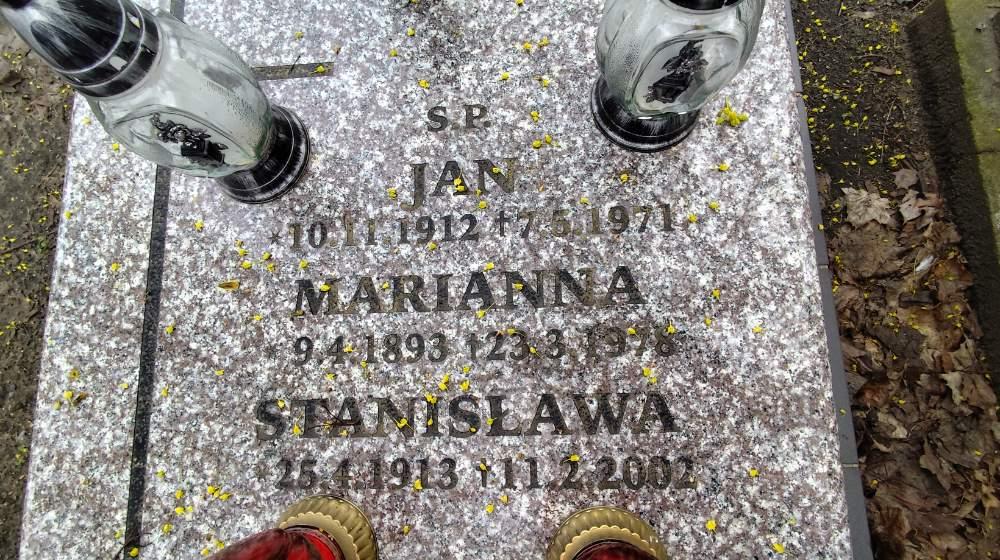 S.P.
JAN
*10.11.1912 †7.5.1971
MARIANNA
*9.4.1893 †23.3.1978
STANISŁAWA
*25.4.1913 †11.2.2002